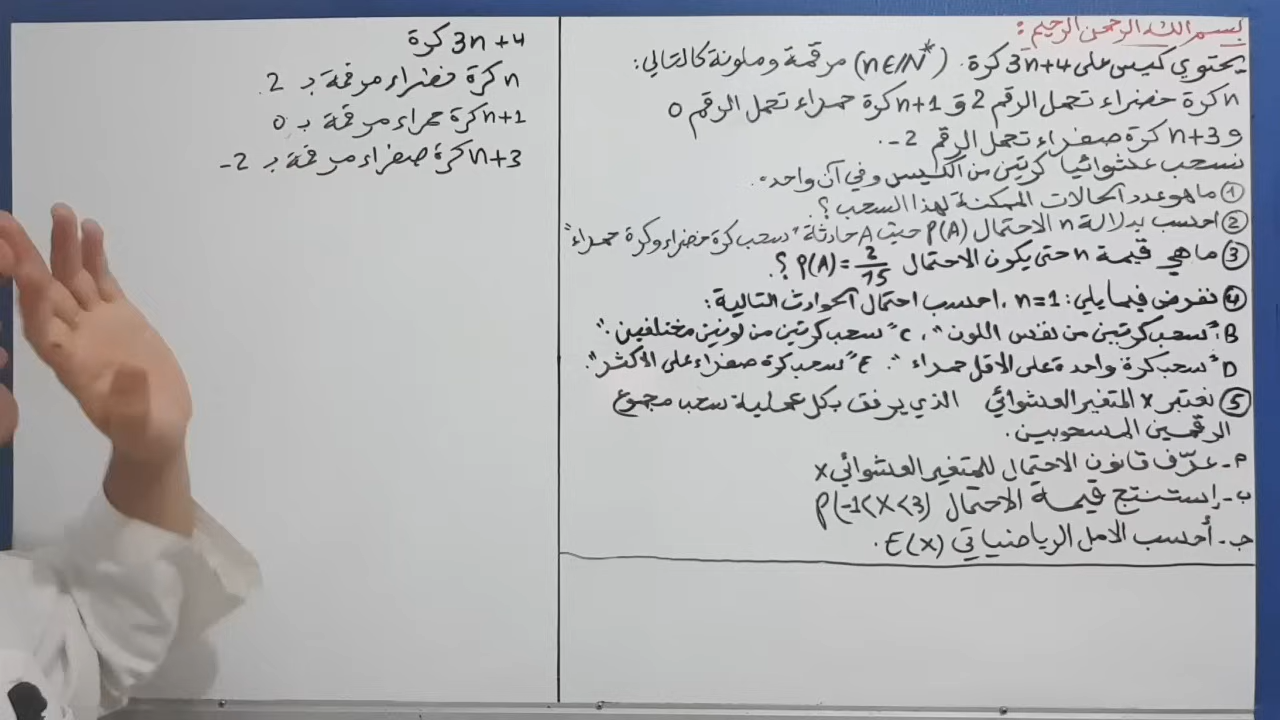 بسم الله الرحمن الرحيم:
يحتوي كيس على 3n+4 كرة. (n∈ℕ*) مرقمة وملونة كالتالي:
n كرة خضراء تحمل الرقم 2 و n+1 كرة حمراء تحمل الرقم 0
و n+3 كرة صفراء تحمل الرقم 2-.
نسحب عشوائيا كرتين من الكيس وفي آن واحد.
① ما هو عدد الحالات الممكنة لهذا السحب؟
② احسب بدلالة n الاحتمال P(A) حيث A حادثة "سحب كرة خضراء وكرة حمراء"
③ ما هي قيمة n حتى يكون الاحتمال P(A)=2/15 ؟.
④ نفرض فيما يلي: n=1، احسب احتمال الحوادث التالية:
B: "سحب كرتين من نفس اللون"، C "سحب كرتين من لونين مختلفين".
D "سحب كرة واحدة على الاقل حمراء". E "سحب كرة صفراء على الاكثر".
⑤ نعتبر X المتغير العشوائي الذي يرفق بكل عملية سحب مجموع
الرقمين المسحوبين.
أ- عرّف قانون الاحتمال للمتغير العشوائي X
ب- إستنتج قيمة الاحتمال P(-1<X<3)
جـ- أحسب الامل الرياضياتي E(X).
3n+4 كرة
n كرة خضراء مرقمة بـ 2
n+1 كرة حمراء مرقمة بـ 0
n+3 كرة صفراء مرقمة بـ 2-